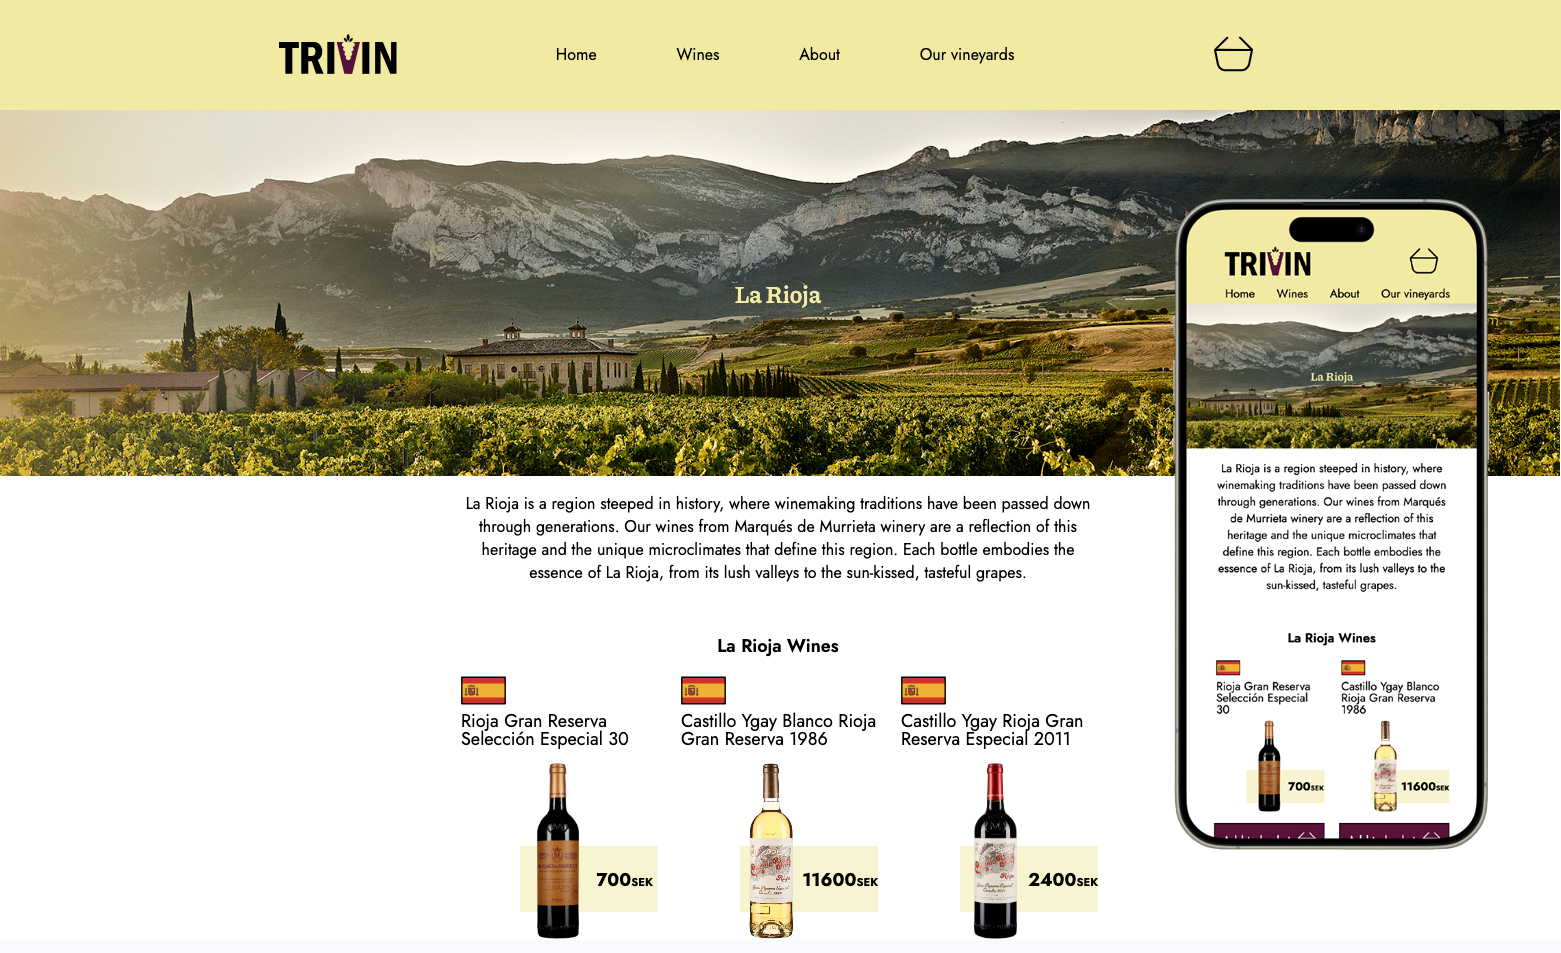 TRIVIN
Home Wines About Our vineyards
La Rioja
La Rioja is a region steeped in history, where winemaking traditions have been passed down
through generations. Our wines from Marqués de Murrieta winery are a reflection of this
heritage and the unique microclimates that define this region. Each bottle embodies the
essence of La Rioja, from its lush valleys to the sun-kissed, tasteful grapes.
La Rioja Wines
Rioja Gran Reserva
Selección Especial 30
700SEK
Castillo Ygay Blanco Rioja
Gran Reserva 1986
11600SEK
Castillo Ygay Rioja Gran
Reserva Especial 2011
2400SEK
TRIVIN
Home Wines About Our vineyards
La Rioja
La Rioja is a region steeped in history, where
winemaking traditions have been passed down
through generations. Our wines from Marqués
de Murrieta winery are a reflection of this
heritage and the unique microclimates that
define this region. Each bottle embodies the
essence of La Rioja, from its lush valleys to the
sun-kissed, tasteful grapes.
La Rioja Wines
Rioja Gran Reserva
Selección Especial
30
700SEK
Castillo Ygay Blanco
Rioja Gran Reserva
1986
11600SEK